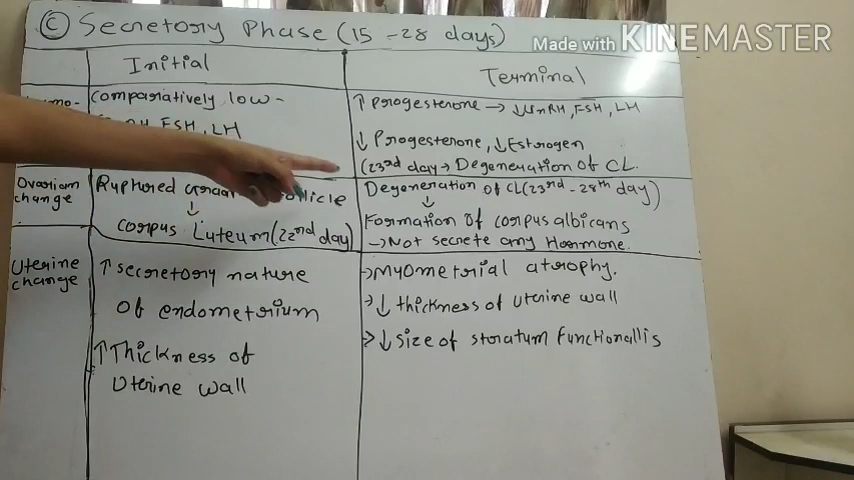 Ⓒ Secretory Phase (15 - 28 days)
Made with KINEMASTER
Initial
Terminal
comparatively low-
FSH, LH
↑ Progesterone → ↓GnRH, FSH, LH
↓ Progesterone, ↓ Estrogen
(23rd day → Degeneration of CL.
Ovarian
change
Ruptured
↓
corpus Luteum (22nd day)
Degeneration of CL (23rd - 28th day)
↓
Formation of corpus albicans
→ Not secrete any Hormone.
Uterine
change
↑ secretory nature
of endometrium
↑ Thickness of
Uterine wall
→ Myometrial atrophy.
→ ↓ thickness of Uterine wall
→ ↓ size of storatum functionallis